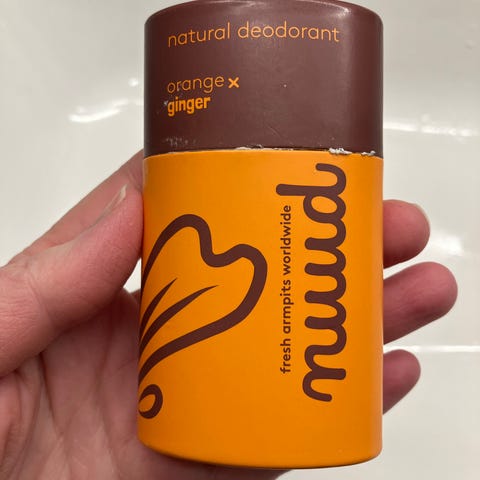 natural deodorant
orange x
ginger
fresh armpits worldwide
nuud